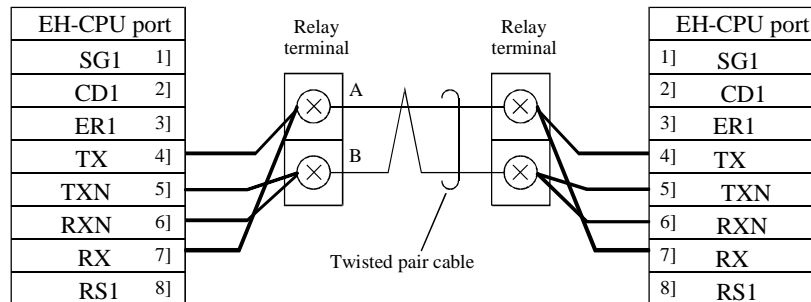 EH-CPU port
SG1 1]
CD1 2]
ER1 3]
TX 4]
TXN 5]
RXN 6]
RX 7]
RS1 8]
Relay
terminal
A
B
Twisted pair cable
Relay
terminal
EH-CPU port
1] SG1
2] CD1
3] ER1
4] TX
5] TXN
6] RXN
7] RX
8] RS1